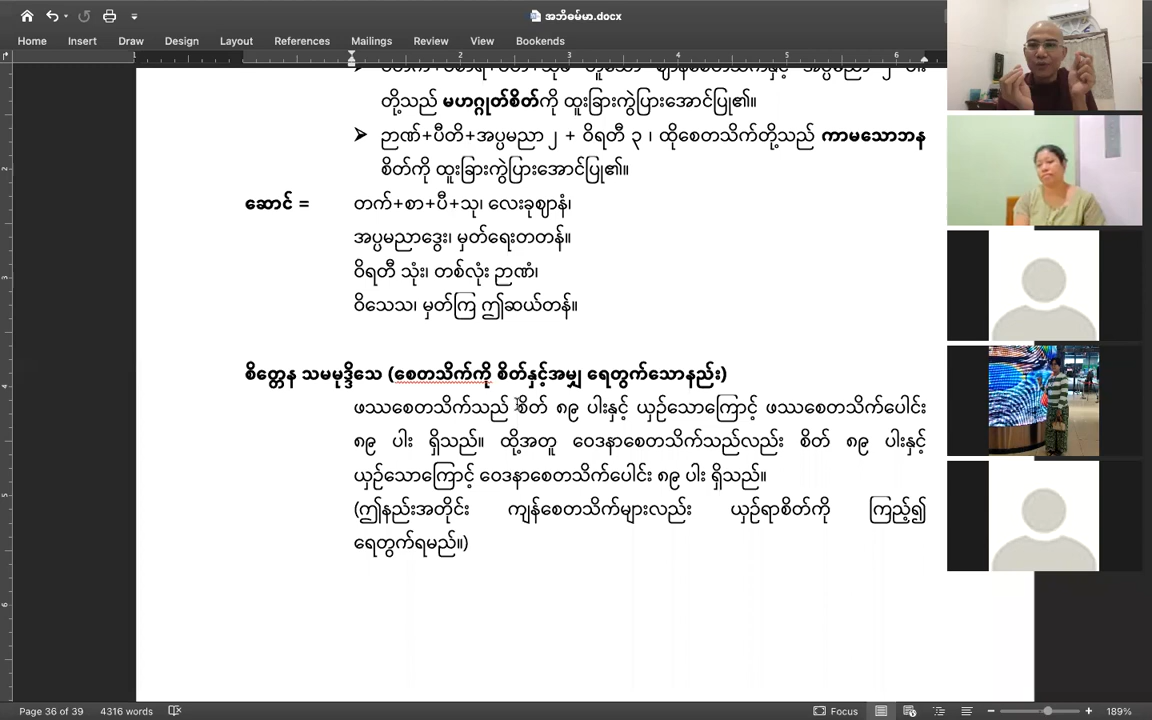 အဘိဓမ်မာ.docx
Home Insert Draw Design Layout References Mailings Review View Bookends
တို့သည် မဟဂ္ဂုတ်စိတ်ကို ထူးခြားကွဲပြားအောင်ပြု၏။
➤ ဉာဏ်+ပီတိ+အပ္ပမညာ ၂ + ဝိရတီ ၃ ၊ ထိုစေတသိက်တို့သည် ကာမသောဘန
စိတ်ကို ထူးခြားကွဲပြားအောင်ပြု၏။
ဆောင် = တက်+စာ+ပီ+သု၊ လေးခုဈာနံ၊
အပ္ပမညာဒွေး၊ မှတ်ရေးတတန်။
ဝိရတီ သုံး၊ တစ်လုံး ဉာဏံ၊
ဝိသေသ၊ မှတ်ကြ ဤဆယ်တန်။
စိတ္တေန သမမုဒ္ဒိသေ (စေတသိက်ကို စိတ်နှင့်အမျှ ရေတွက်သောနည်း)
ဖဿစေတသိက်သည် စိတ် ၈၉ ပါးနှင့် ယှဉ်သောကြောင့် ဖဿစေတသိက်ပေါင်း
၈၉ ပါး ရှိသည်။ ထို့အတူ ဝေဒနာစေတသိက်သည်လည်း စိတ် ၈၉ ပါးနှင့်
ယှဉ်သောကြောင့် ဝေဒနာစေတသိက်ပေါင်း ၈၉ ပါး ရှိသည်။
(ဤနည်းအတိုင်း ကျန်စေတသိက်များလည်း ယှဉ်ရာစိတ်ကို ကြည့်၍
ရေတွက်ရမည်။)
Page 36 of 39 4316 words Focus 189%